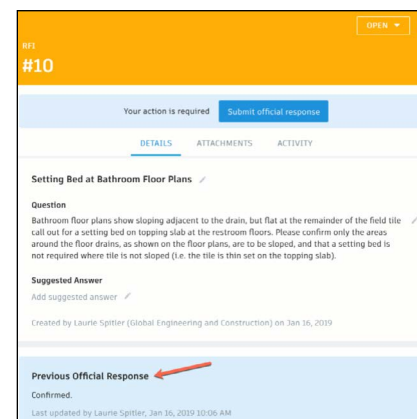 OPEN
RFI
#10
Your action is required Submit official response
DETAILS ATTACHMENTS ACTIVITY
Setting Bed at Bathroom Floor Plans
Question
Bathroom floor plans show sloping adjacent to the drain, but flat at the remainder of the field tile
call out for a setting bed on topping slab at the restroom floors. Please confirm only the areas
around the floor drains, as shown on the floor plans, are to be sloped, and that a setting bed is
not required where tile is not sloped (i.e. the tile is thin set on the topping slab).
Suggested Answer
Add suggested answer
Created by Laurie Spitler (Global Engineering and Construction) on Jan 16, 2019
Previous Official Response
Confirmed.
Last updated by Laurie Spitler, Jan 16, 2019 10:06 AM